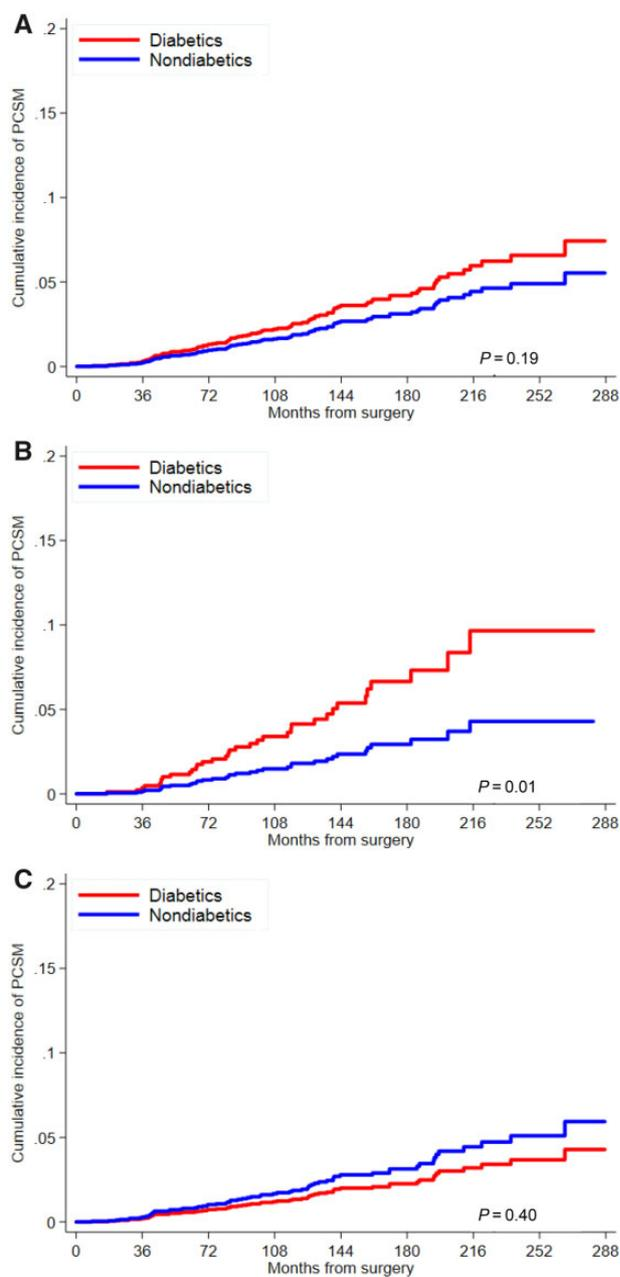 A
.2
Diabetics
Nondiabetics
.15
.1
.05
0
Cumulative incidence of PCSM
P = 0.19
0 36 72 108 144 180 216 252 288
Months from surgery
B
.2
Diabetics
Nondiabetics
.15
.1
.05
0
Cumulative incidence of PCSM
P = 0.01
0 36 72 108 144 180 216 252 288
Months from surgery
C
.2
Diabetics
Nondiabetics
.15
.1
.05
0
Cumulative incidence of PCSM
P = 0.40
0 36 72 108 144 180 216 252 288
Months from surgery